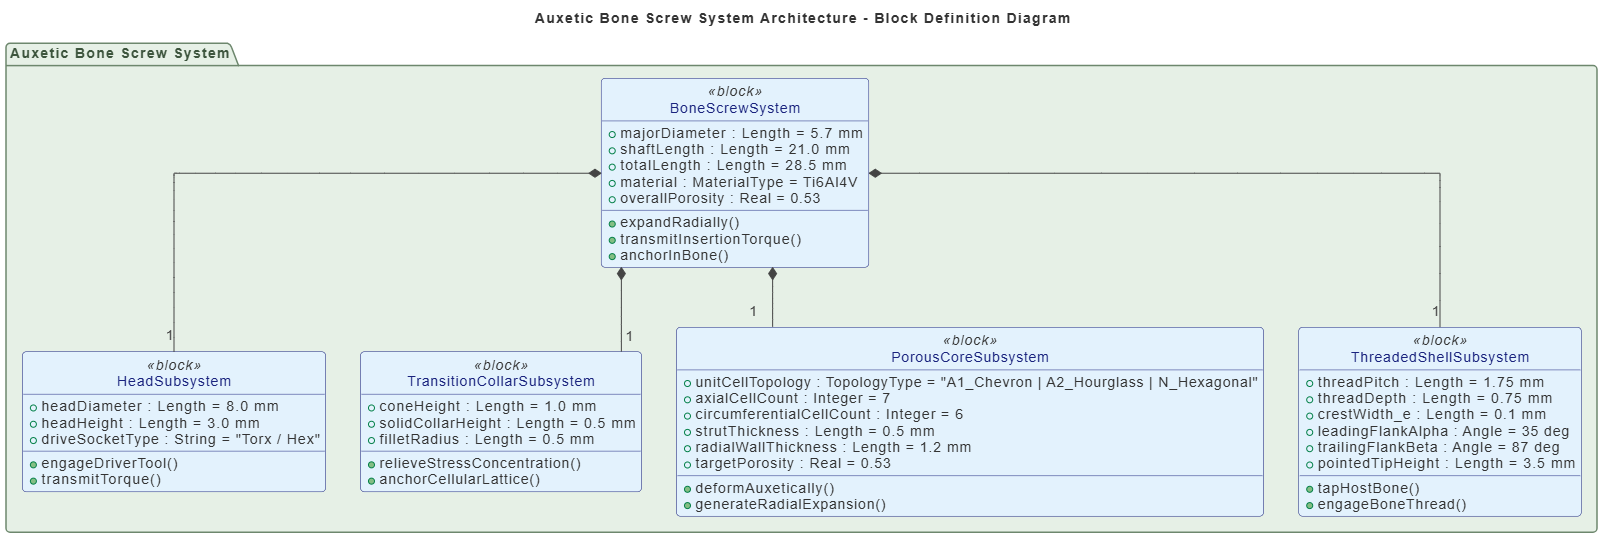 Auxetic Bone Screw System Architecture - Block Definition Diagram
Auxetic Bone Screw System
«block»
BoneScrewSystem
majorDiameter : Length = 5.7 mm
shaftLength : Length = 21.0 mm
totalLength : Length = 28.5 mm
material : MaterialType = Ti6Al4V
overallPorosity : Real = 0.53
expandRadially()
transmitInsertionTorque()
anchorInBone()
1
1
1
1
«block»
HeadSubsystem
headDiameter : Length = 8.0 mm
headHeight : Length = 3.0 mm
driveSocketType : String = "Torx / Hex"
engageDriverTool()
transmitTorque()
«block»
TransitionCollarSubsystem
coneHeight : Length = 1.0 mm
solidCollarHeight : Length = 0.5 mm
filletRadius : Length = 0.5 mm
relieveStressConcentration()
anchorCellularLattice()
«block»
PorousCoreSubsystem
unitCellTopology : TopologyType = "A1_Chevron | A2_Hourglass | N_Hexagonal"
axialCellCount : Integer = 7
circumferentialCellCount : Integer = 6
strutThickness : Length = 0.5 mm
radialWallThickness : Length = 1.2 mm
targetPorosity : Real = 0.53
deformAuxetically()
generateRadialExpansion()
«block»
ThreadedShellSubsystem
threadPitch : Length = 1.75 mm
threadDepth : Length = 0.75 mm
crestWidth_e : Length = 0.1 mm
leadingFlankAlpha : Angle = 35 deg
trailingFlankBeta : Angle = 87 deg
pointedTipHeight : Length = 3.5 mm
tapHostBone()
engageBoneThread()